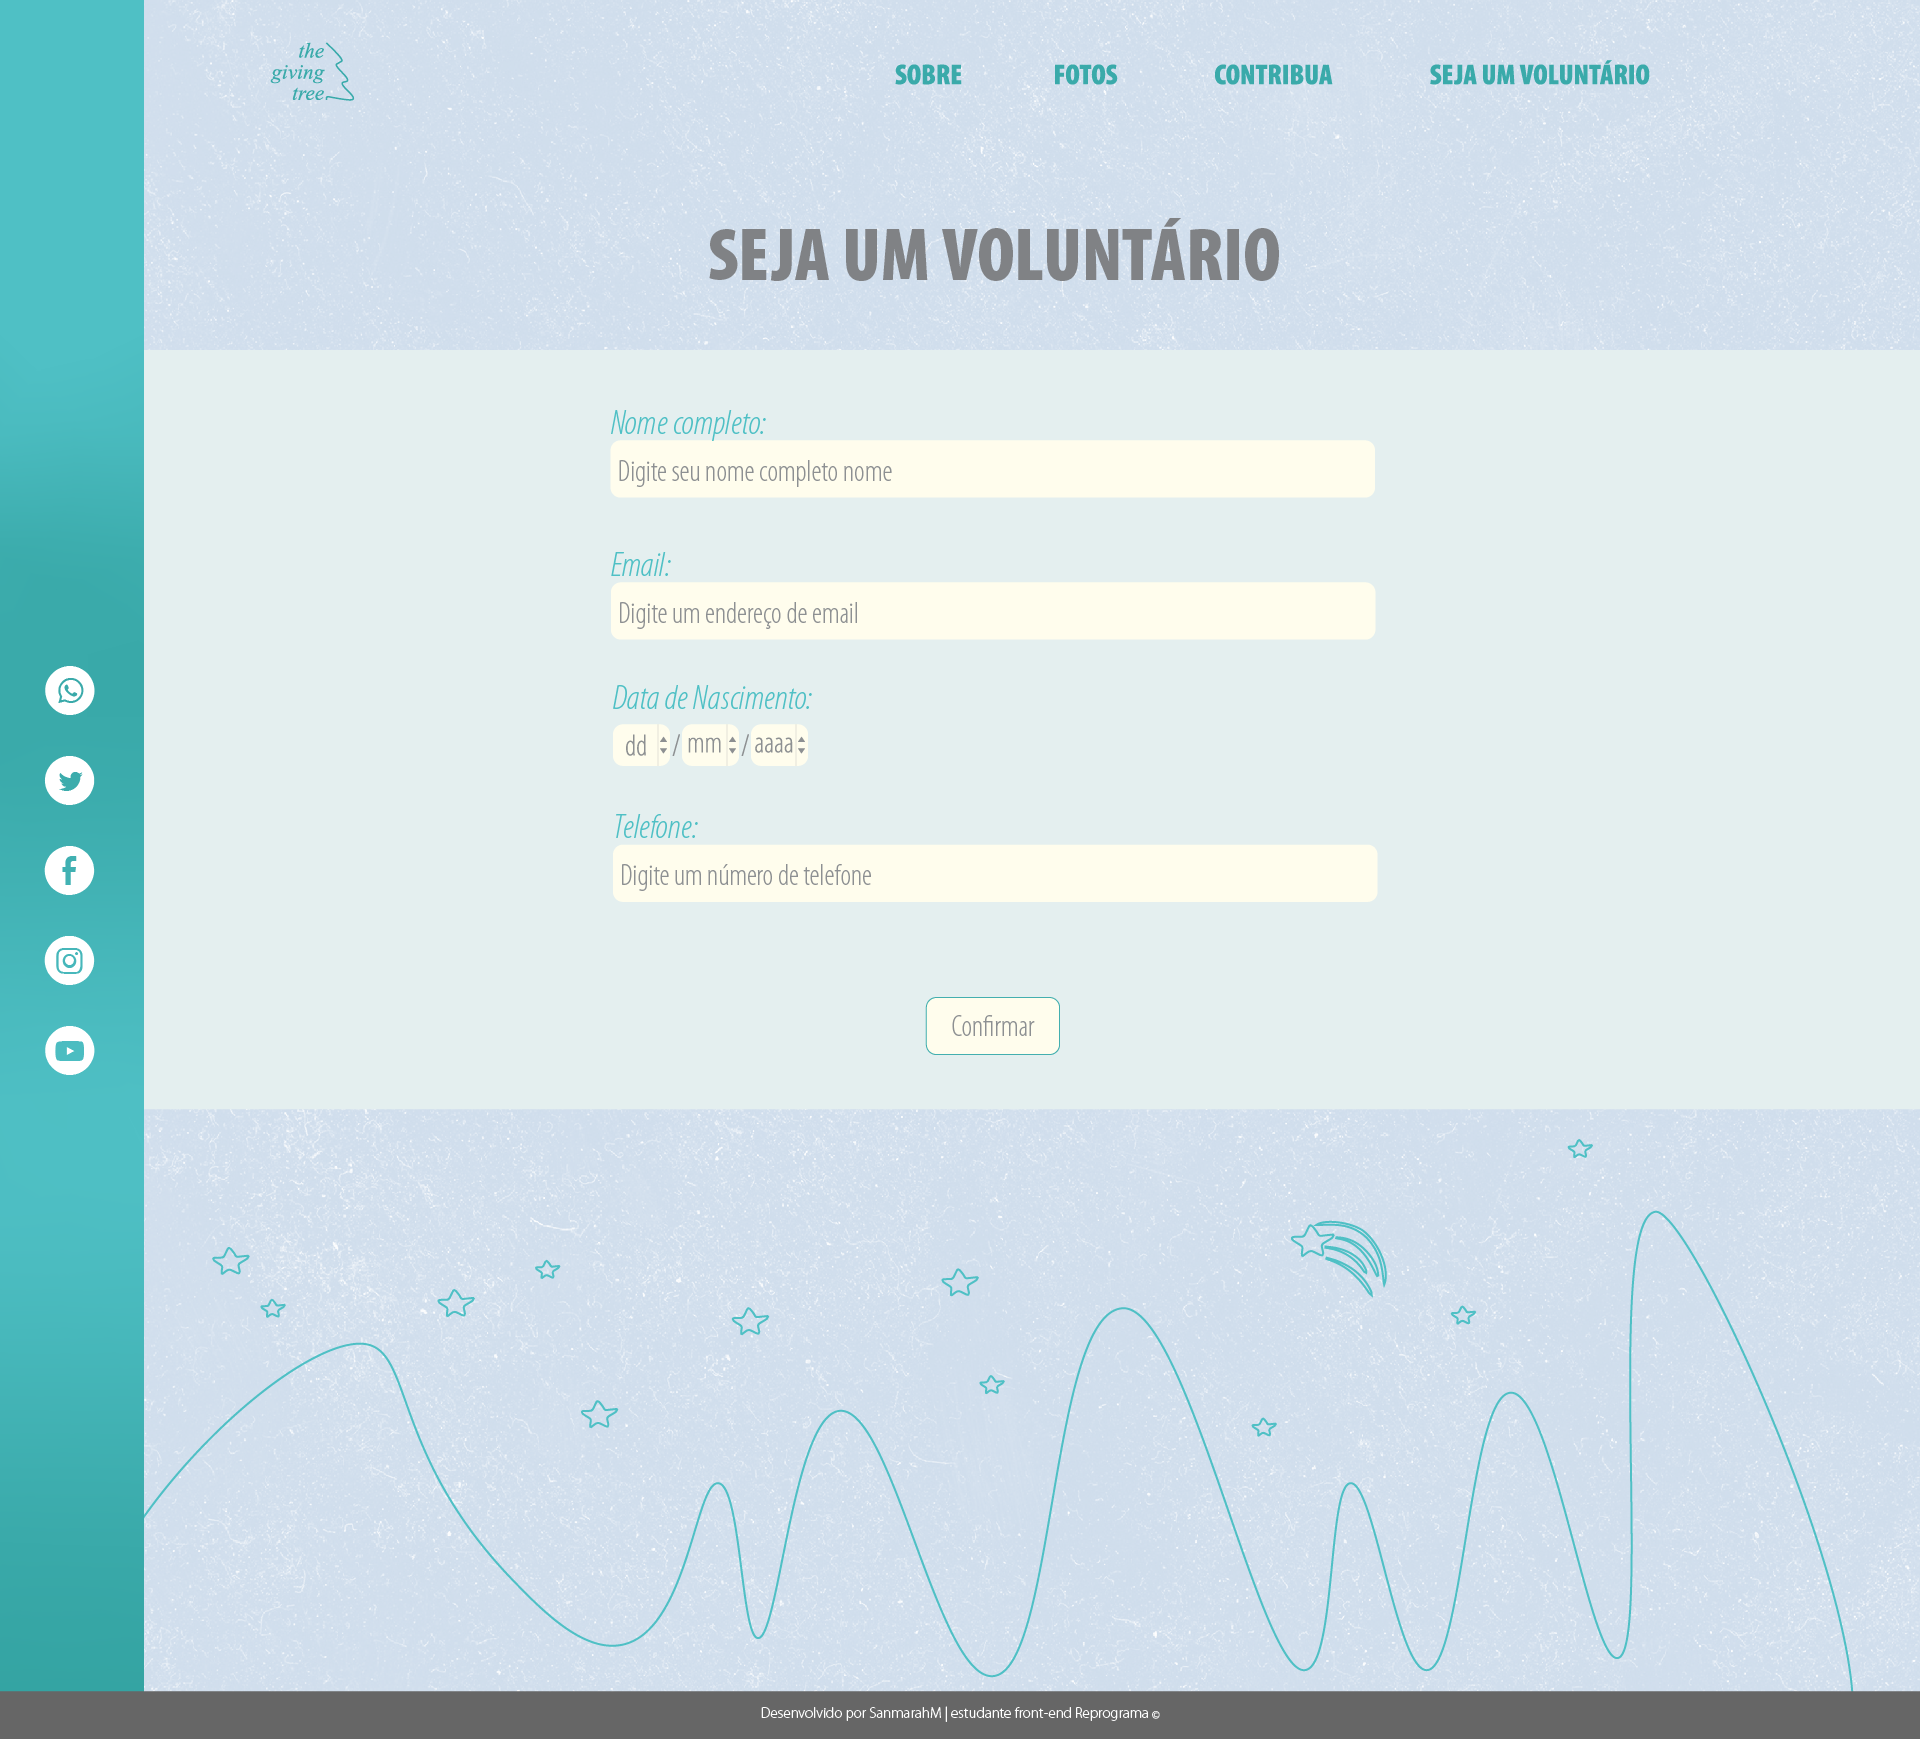 the
giving
tree
SOBRE FOTOS CONTRIBUA SEJA UM VOLUNTÁRIO
SEJA UM VOLUNTÁRIO
Nome completo:
Digite seu nome completo nome
Email:
Digite um endereço de email
Data de Nascimento:
dd / mm / aaaa
Telefone:
Digite um número de telefone
Confirmar
Desenvolvido por SanmarahM | estudante front-end Reprograma ©